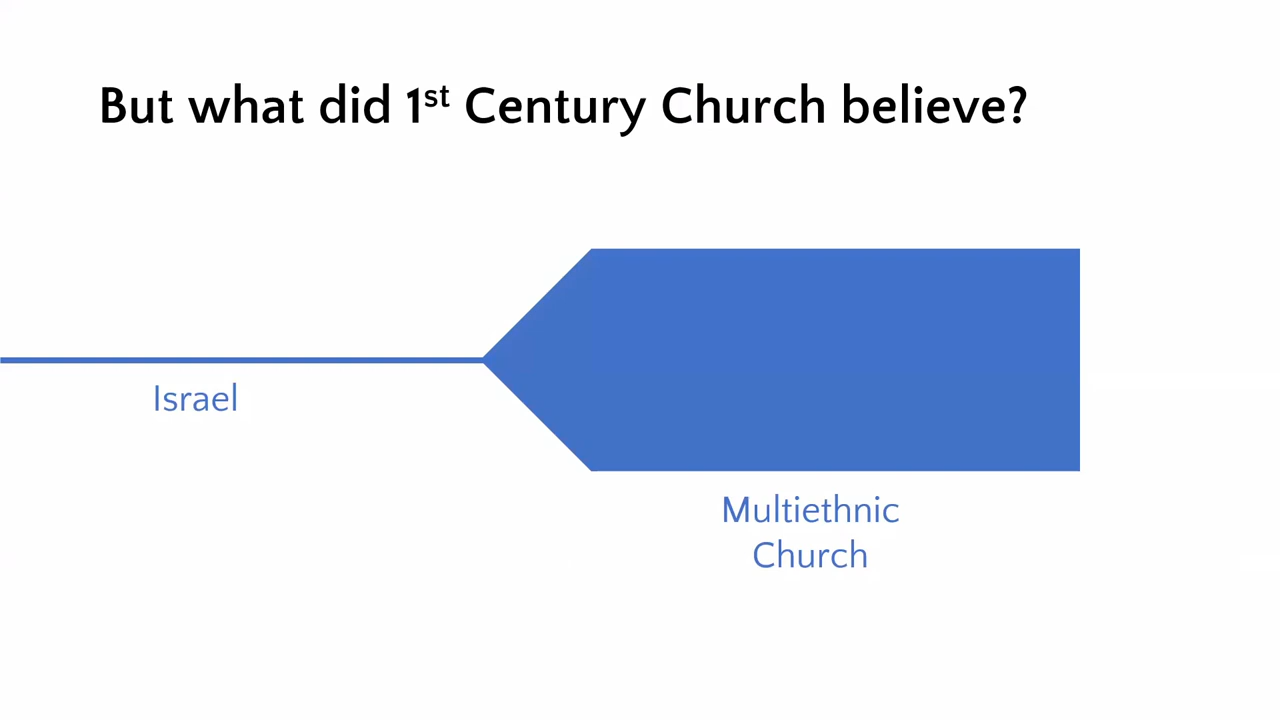 But what did 1st Century Church believe?
Israel
Multiethnic
Church